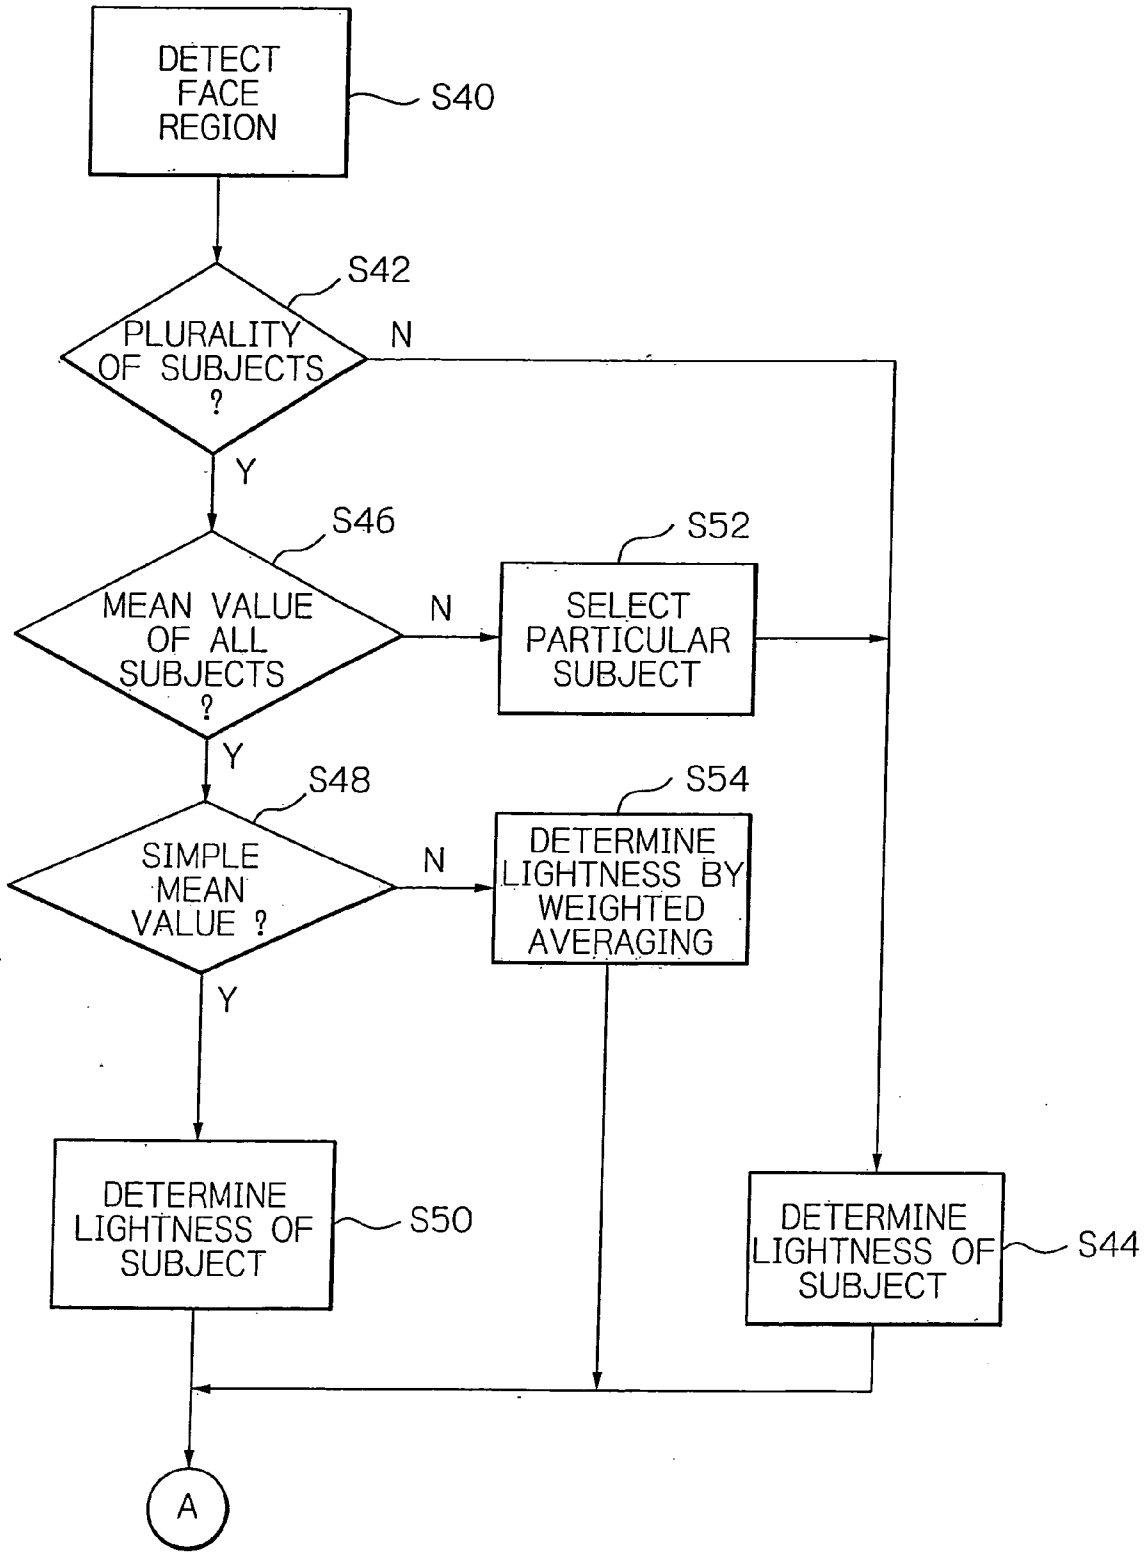 DETECT
FACE
REGION
S40
S42
PLURALITY
OF SUBJECTS
?
N
Y
S46
MEAN VALUE
OF ALL
SUBJECTS
?
N
Y
S52
SELECT
PARTICULAR
SUBJECT
S48
SIMPLE
MEAN
VALUE ?
N
Y
S54
DETERMINE
LIGHTNESS BY
WEIGHTED
AVERAGING
DETERMINE
LIGHTNESS OF
SUBJECT
S50
DETERMINE
LIGHTNESS OF
SUBJECT
S44
A